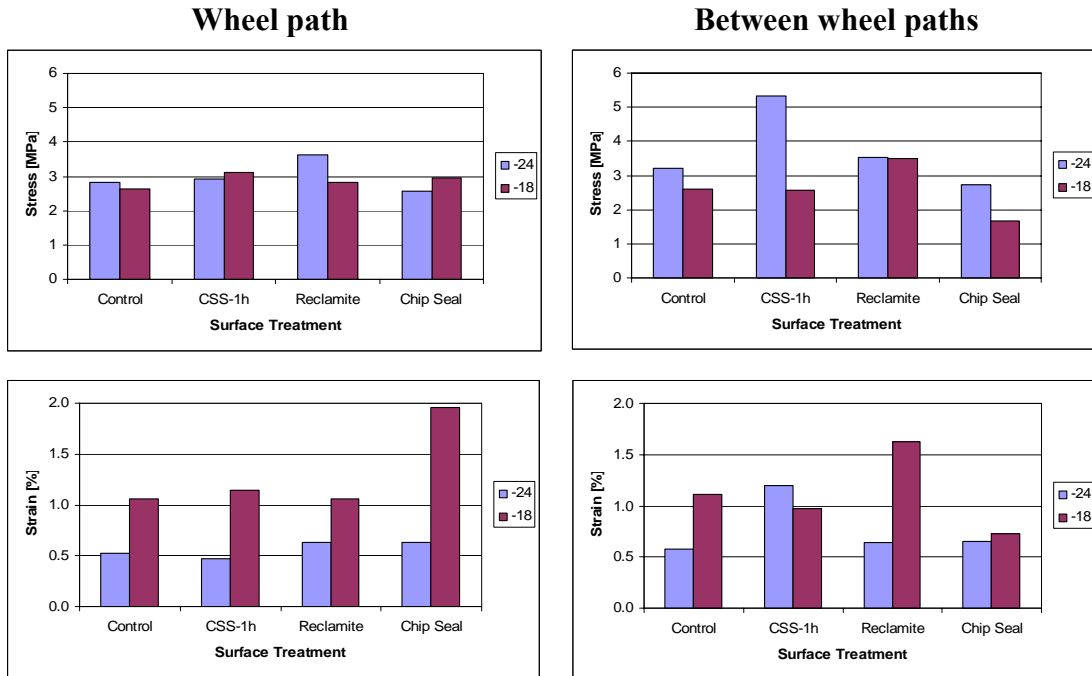 Wheel path
Between wheel paths
6
5
4
3
2
1
0
Stress [MPa]
Control
CSS-1h
Reclamite
Chip Seal
Surface Treatment
-24
-18
6
5
4
3
2
1
0
Stress [MPa]
Control
CSS-1h
Reclamite
Chip Seal
Surface Treatment
-24
-18
2.0
1.5
1.0
0.5
0.0
Strain [%]
Control
CSS-1h
Reclamite
Chip Seal
Surface Treatment
-24
-18
2.0
1.5
1.0
0.5
0.0
Strain [%]
Control
CSS-1h
Reclamite
Chip Seal
Surface Treatment
-24
-18